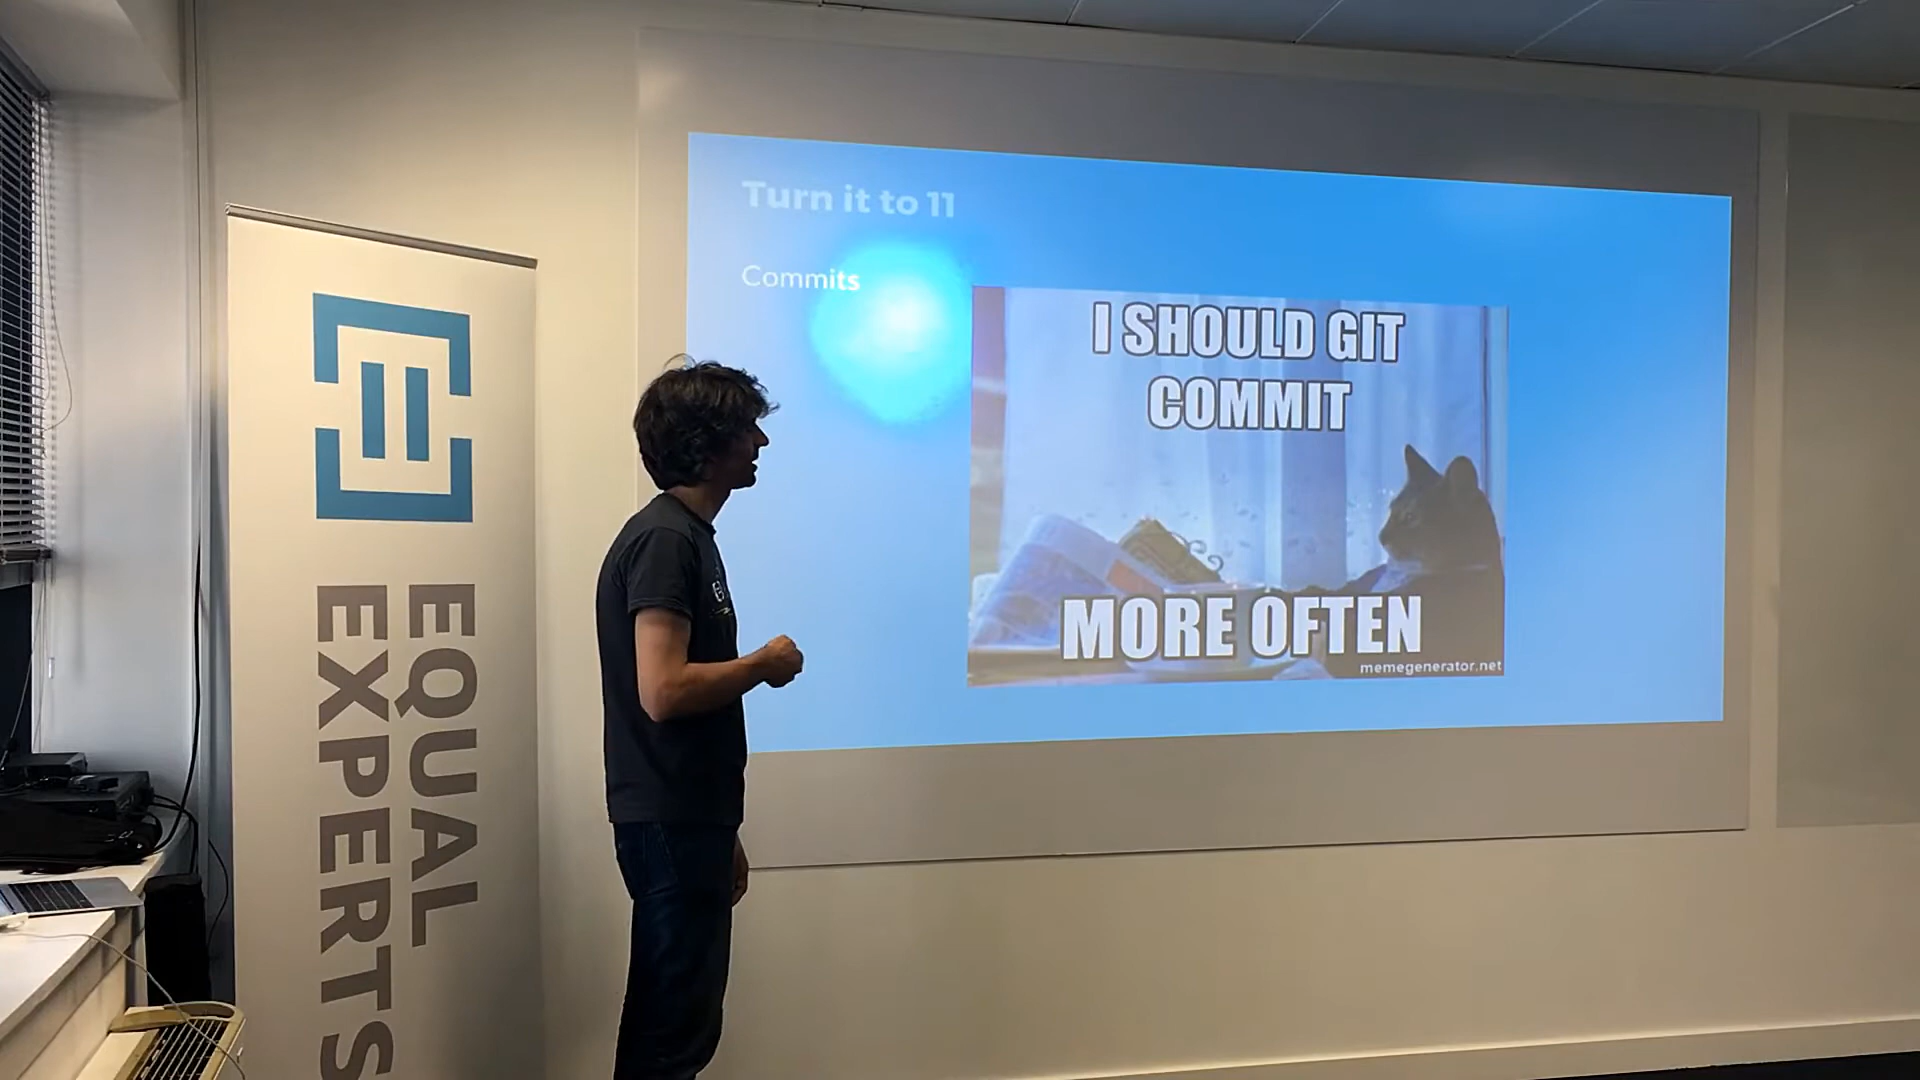 Turn it to 11
Commits
I SHOULD GIT
COMMIT
MORE OFTEN
memegenerator.net
EQUAL
EXPERTS